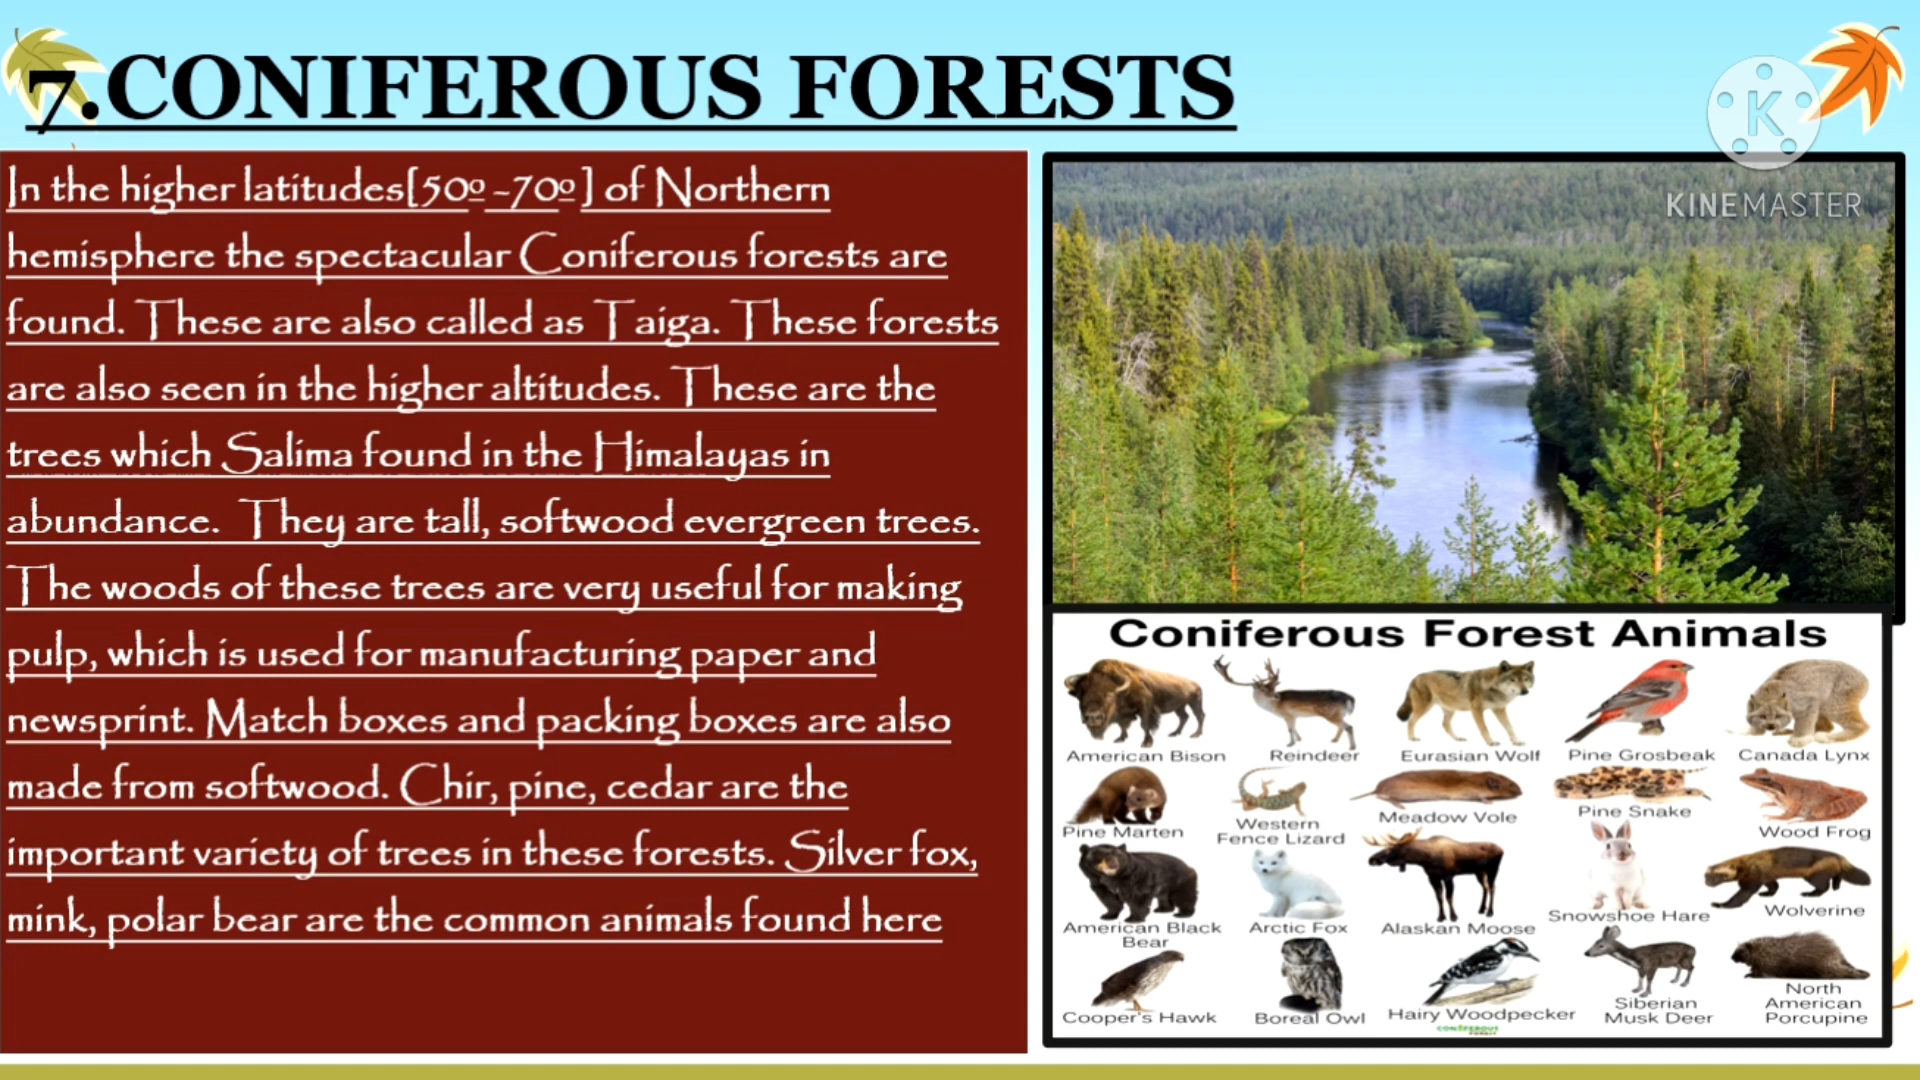 7.CONIFEROUS FORESTS
In the higher latitudes[50º -70º ] of Northern
hemisphere the spectacular Coniferous forests are
found. These are also called as Taiga. These forests
are also seen in the higher altitudes. These are the
trees which Salima found in the Himalayas in
abundance. They are tall, softwood evergreen trees.
The woods of these trees are very useful for making
pulp, which is used for manufacturing paper and
newsprint. Match boxes and packing boxes are also
made from softwood. Chir, pine, cedar are the
important variety of trees in these forests. Silver fox,
mink, polar bear are the common animals found here
K
KINEMASTER
Coniferous Forest Animals
American Bison Reindeer Eurasian Wolf Pine Grosbeak Canada Lynx
Pine Marten Western Fence Lizard Meadow Vole Pine Snake Wood Frog
American Black Bear Arctic Fox Alaskan Moose Snowshoe Hare Wolverine
Cooper's Hawk Boreal Owl Hairy Woodpecker Siberian Musk Deer North American Porcupine
CONIFEROUS
FOREST